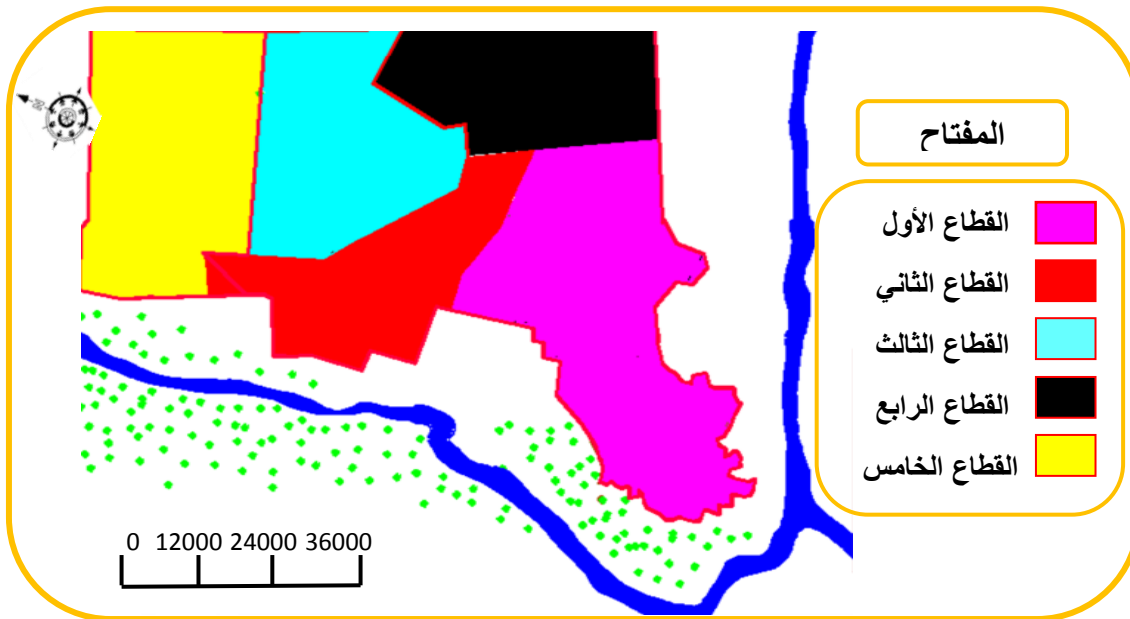 المفتاح
القطاع الأول
القطاع الثاني
القطاع الثالث
القطاع الرابع
القطاع الخامس
0 12000 24000 36000
N